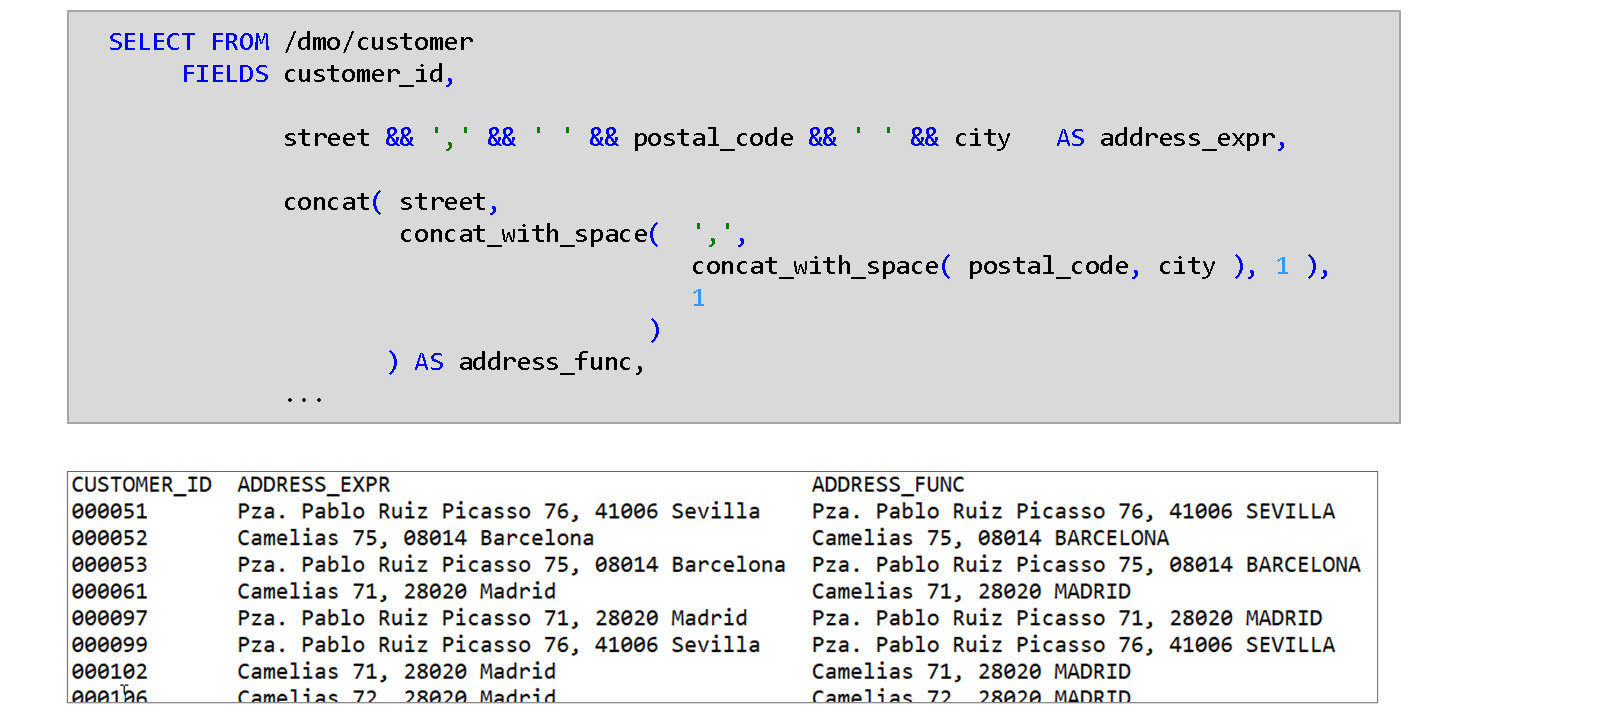 SELECT FROM /dmo/customer
FIELDS customer_id,
street && ',' && ' ' && postal_code && ' ' && city AS address_expr,
concat( street,
concat_with_space( ',',
concat_with_space( postal_code, city ), 1 ),
1
)
) AS address_func,
...
CUSTOMER_ID ADDRESS_EXPR ADDRESS_FUNC
000051 Pza. Pablo Ruiz Picasso 76, 41006 Sevilla Pza. Pablo Ruiz Picasso 76, 41006 SEVILLA
000052 Camelias 75, 08014 Barcelona Camelias 75, 08014 BARCELONA
000053 Pza. Pablo Ruiz Picasso 75, 08014 Barcelona Pza. Pablo Ruiz Picasso 75, 08014 BARCELONA
000061 Camelias 71, 28020 Madrid Camelias 71, 28020 MADRID
000097 Pza. Pablo Ruiz Picasso 71, 28020 Madrid Pza. Pablo Ruiz Picasso 71, 28020 MADRID
000099 Pza. Pablo Ruiz Picasso 76, 41006 Sevilla Pza. Pablo Ruiz Picasso 76, 41006 SEVILLA
000102 Camelias 71, 28020 Madrid Camelias 71, 28020 MADRID
000106 Camelias 72, 28020 Madrid Camelias 72, 28020 MADRID